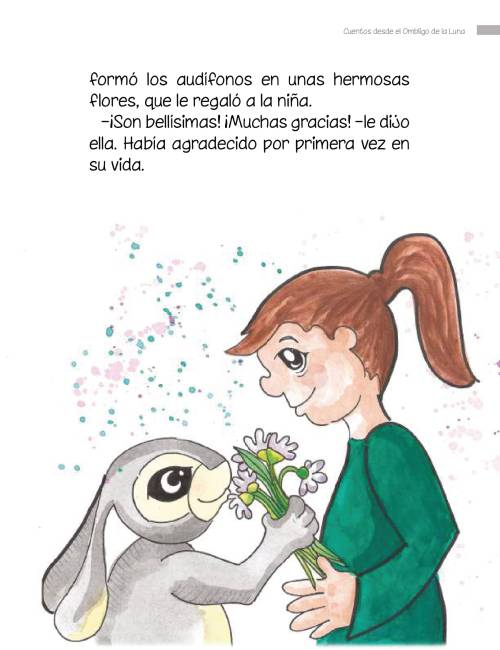 Cuentos desde el Ombligo de la Luna
formó los audífonos en unas hermosas
flores, que le regaló a la niña.
–¡Son bellísimas! ¡Muchas gracias! –le dijo
ella. Había agradecido por primera vez en
su vida.